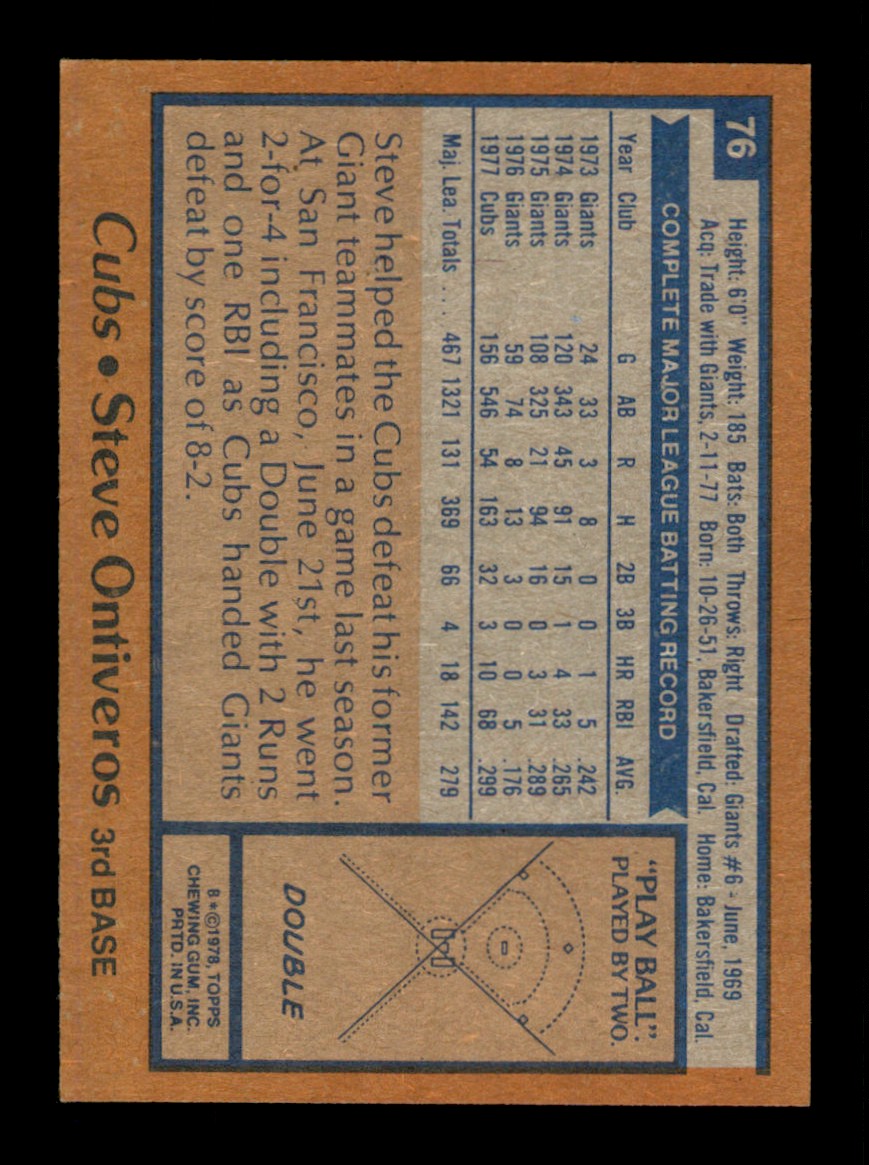 76
Height: 6'0" Weight: 185 Bats: Both Throws: Right Drafted: Giants #6 - June, 1969
Acq: Trade with Giants, 2-11-77 Born: 10-26-51, Bakersfield, Cal. Home: Bakersfield, Cal.
COMPLETE MAJOR LEAGUE BATTING RECORD
Year Club G AB R H 2B 3B HR RBI AVG.
1973 Giants 24 33 3 8 0 0 1 5 .242
1974 Giants 120 343 45 91 15 1 4 33 .265
1975 Giants 108 325 21 94 16 0 3 31 .289
1976 Giants 59 74 8 13 3 0 0 5 .176
1977 Cubs 156 546 54 163 32 3 10 68 .299
Maj. Lea. Totals .... 467 1321 131 369 66 4 18 142 279
Steve helped the Cubs defeat his former
Giant teammates in a game last season.
At San Francisco, June 21st, he went
2-for-4 including a Double with 2 Runs
and one RBI as Cubs handed Giants
defeat by score of 8-2.
"PLAY BALL"
PLAYED BY TWO.
DOUBLE
8*©1978, TOPPS
CHEWING GUM, INC.
PRTD. IN U.S.A.
Cubs • Steve Ontiveros 3rd BASE